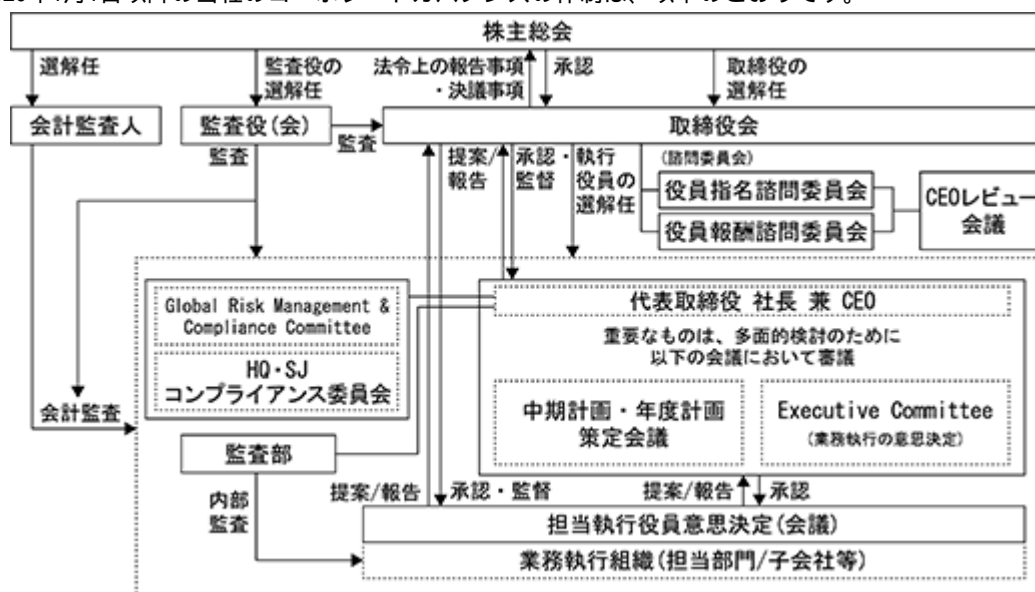 株主総会
選解任
監査役の
選解任
法令上の報告事項
・決議事項
承認
取締役の
選解任
会計監査人
監査役(会)
監査
取締役会
監査
提案/
報告
承認・
監督
執行
役員の
選解任
(諮問委員会)
役員指名諮問委員会
役員報酬諮問委員会
CEOレビュー
会議
Global Risk Management &
Compliance Committee
HQ・SJ
コンプライアンス委員会
代表取締役 社長 兼 CEO
重要なものは、多面的検討のために
以下の会議において審議
中期計画・年度計画
策定会議
Executive Committee
(業務執行の意思決定)
会計監査
監査部
内部
監査
提案/報告
承認・監督
提案/報告
承認
担当執行役員意思決定(会議)
業務執行組織(担当部門/子会社等)